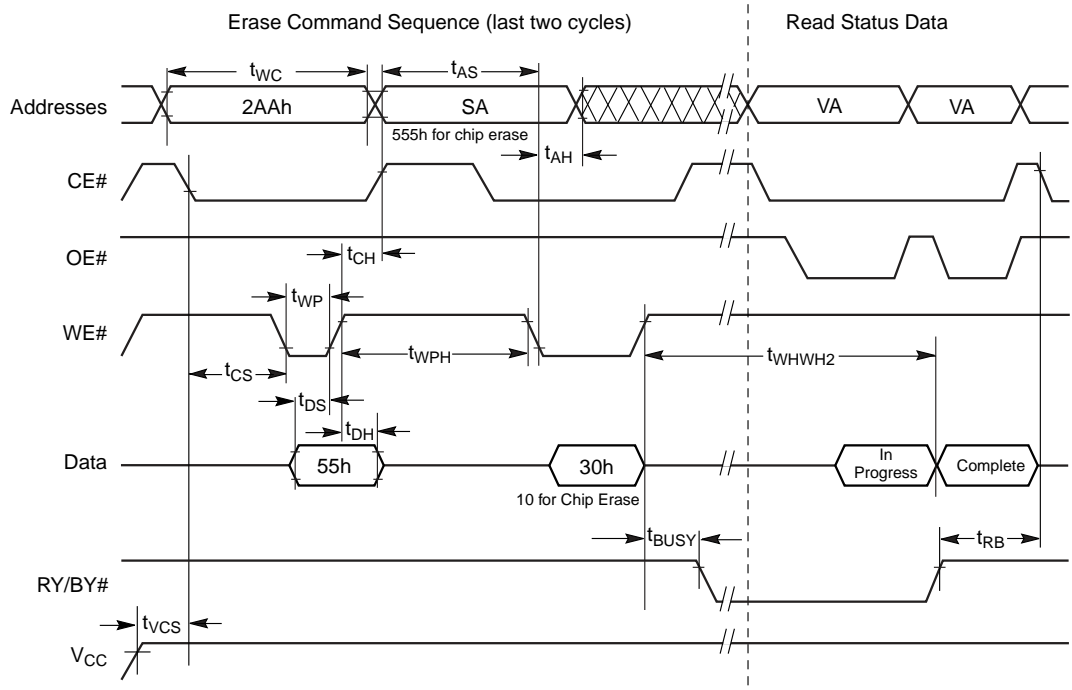 Erase Command Sequence (last two cycles)
Read Status Data
tWC
tAS
Addresses
2AAh
SA
VA
VA
555h for chip erase
tAH
CE#
OE#
tCH
tWP
WE#
tWPH
tWHWH2
tCS
tDS
tDH
Data
55h
30h
In
Progress
Complete
10 for Chip Erase
tBUSY
tRB
RY/BY#
tVCS
VCC